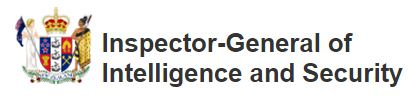 Inspector-General of
Intelligence and Security